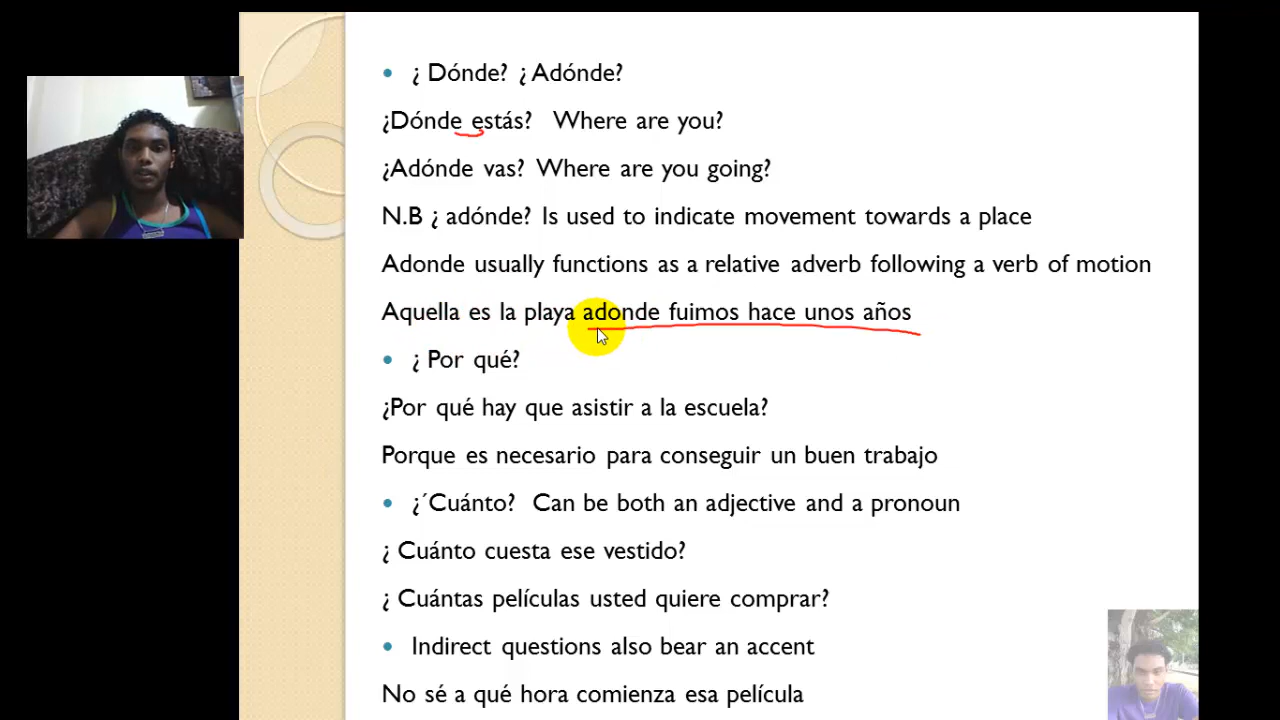 ¿ Dónde? ¿ Adónde?
¿Dónde estás? Where are you?
¿Adónde vas? Where are you going?
N.B ¿ adónde? Is used to indicate movement towards a place
Adonde usually functions as a relative adverb following a verb of motion
Aquella es la playa adonde fuimos hace unos años
¿ Por qué?
¿Por qué hay que asistir a la escuela?
Porque es necesario para conseguir un buen trabajo
¿´Cuánto? Can be both an adjective and a pronoun
¿ Cuánto cuesta ese vestido?
¿ Cuántas películas usted quiere comprar?
Indirect questions also bear an accent
No sé a qué hora comienza esa película